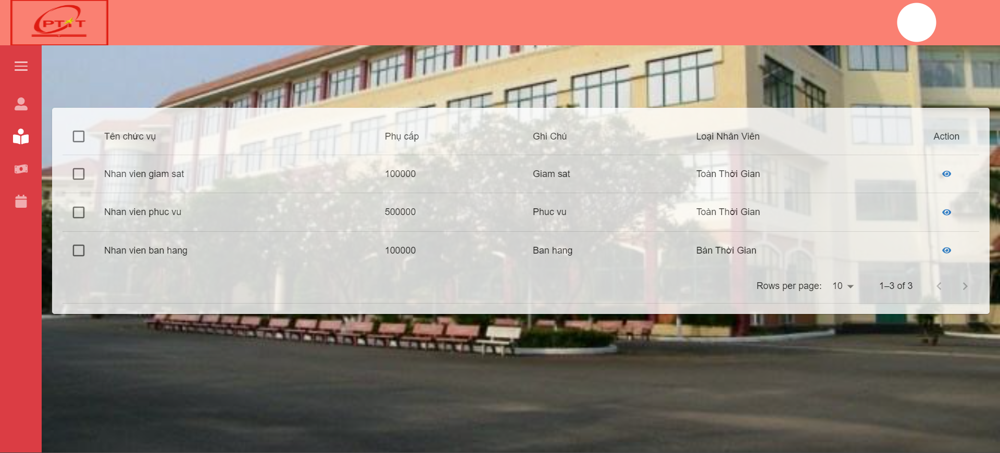 PTIT
Tên chức vụ Phụ cấp Ghi Chú Loại Nhân Viên Action
Nhan vien giam sat 100000 Giam sat Toàn Thời Gian
Nhan vien phuc vu 500000 Phuc vu Toàn Thời Gian
Nhan vien ban hang 100000 Ban hang Bán Thời Gian
Rows per page: 10 1–3 of 3